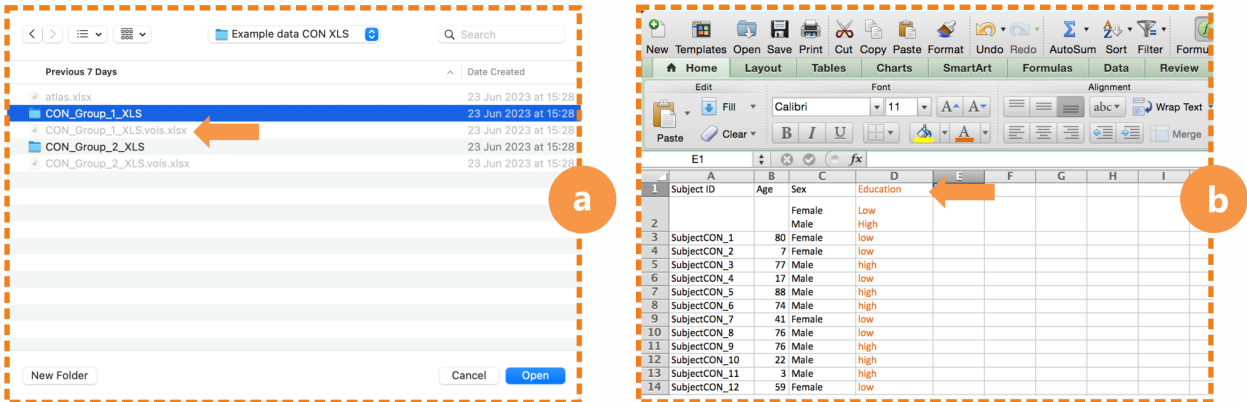 Example data CON XLS
Search
Previous 7 Days
Date Created
atlas.xlsx 23 Jun 2023 at 15:28
CON_Group_1_XLS 23 Jun 2023 at 15:28
CON_Group_1_XLS.vois.xlsx 23 Jun 2023 at 15:28
CON_Group_2_XLS 23 Jun 2023 at 15:28
CON_Group_2_XLS.vois.xlsx 23 Jun 2023 at 15:28
New Folder
Cancel
Open
a
New Templates Open Save Print Cut Copy Paste Format Undo Redo AutoSum Sort Filter Formu
Home Layout Tables Charts SmartArt Formulas Data Review
Edit Font Alignment
Paste
Fill
Clear
Calibri 11 A A
B I U A
abc
Wrap Text
Merge
E1 fx
A B C D E F G H I
1 Subject ID Age Sex Education
Female Low
2 Male High
3 SubjectCON_1 80 Female low
4 SubjectCON_2 7 Female low
5 SubjectCON_3 77 Male high
6 SubjectCON_4 17 Male low
7 SubjectCON_5 88 Male high
8 SubjectCON_6 74 Male high
9 SubjectCON_7 41 Female low
10 SubjectCON_8 76 Male low
11 SubjectCON_9 76 Male high
12 SubjectCON_10 22 Male high
13 SubjectCON_11 3 Male high
14 SubjectCON_12 59 Female low
b